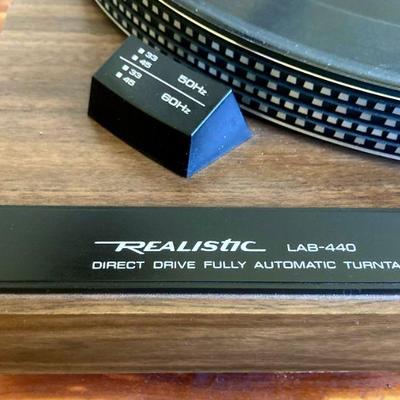 33
45
50Hz
33
45
60Hz
REALISTIC LAB-440
DIRECT DRIVE FULLY AUTOMATIC TURNTA